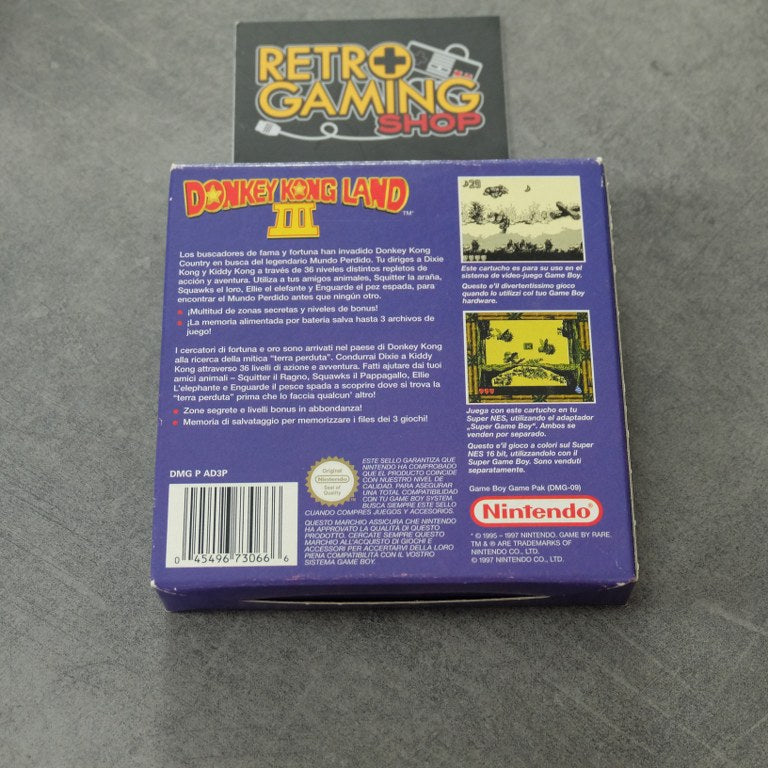 RETRO
GAMING
SHOP
DONKEY KONG LAND
III
TM
Los buscadores de fama y fortuna han invadido Donkey Kong
Country en busca del legendario Mundo Perdido. Tu diriges a Dixie
Kong y Kiddy Kong a través de 36 niveles distintos repletos de
acción y aventura. Utiliza a tus amigos animales, Squitter la araña,
Squawks el loro, Ellie el elefante y Enguarde el pez espada, para
encontrar el Mundo Perdido antes que ningún otro.
¡Multitud de zonas secretas y niveles de bonus!
¡La memoria alimentada por bateria salva hasta 3 archivos de
juego!
I cercatori di fortuna e oro sono arrivati nel paese di Donkey Kong
alla ricerca della mitica "terra perduta". Condurrai Dixie a Kiddy
Kong attraverso 36 livelli di azione e avventura. Fatti ajutare dai tuoi
amici animali – Squitter il Ragno, Squawks il Pappagallo, Ellie
L'elephante e Enguarde il pesce spada a scoprire dove si trova la
"terra perduta" prima che lo faccia qualcun' altro!
Zone segrete e livelli bonus in abbondanza!
Memoria di salvataggio per memorizzare i files dei 3 giochi!
29
Este cartucho es para su uso en el
sistema de video-juego Game Boy.
Questo e'il divertentissimo gioco
quando lo utilizzi col tuo Game Boy
hardware.
Juega con este cartucho en tu
Super NES, utilizando el adaptador
„Super Game Boy". Ambos se
venden por separado.
Questo e'il gioco a colori sul Super
NES 16 bit, utilizzandolo con il
Super Game Boy. Sono venduti
separatamente.
DMG P AD3P
0 45496 73066 6
Original
Nintendo
Seal of
Quality
ESTE SELLO GARANTIZA QUE
NINTENDO HA COMPROBADO
QUE EL PRODUCTO COINCIDE
CON NUESTRO NIVEL DE
CALIDAD. PARA ASEGURAR
UNA TOTAL COMPATIBILIDAD
CON TU GAME BOY SYSTEM,
BUSCA SIEMPRE ESTE SELLO
CUANDO COMPRES JUEGOS Y ACCESORIOS.
QUESTO MARCHIO ASSICURA CHE NINTENDO
HA APPROVATO LA QUALITÀ DI QUESTO
PRODOTTO. CERCATE SEMPRE QUESTO
MARCHIO ALL'ACQUISTO DI GIOCHI E
ACCESSORI PER ACCERTARVI DELLA LORO
PIENA COMPATIBILITÀ CON IL VOSTRO
SISTEMA GAME BOY.
Game Boy Game Pak (DMG-09)
Nintendo
® © 1995 – 1997 NINTENDO. GAME BY RARE.
TM & ® ARE TRADEMARKS OF
NINTENDO CO., LTD.
© 1997 NINTENDO CO., LTD.